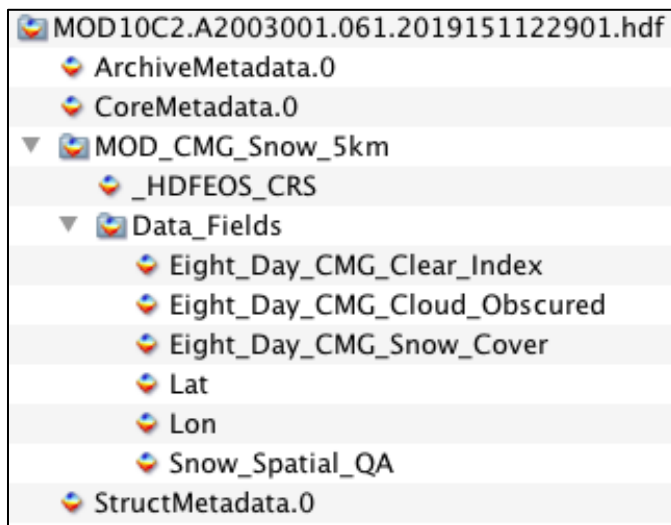 MOD10C2.A2003001.061.2019151122901.hdf
ArchiveMetadata.0
CoreMetadata.0
MOD_CMG_Snow_5km
_HDFEOS_CRS
Data_Fields
Eight_Day_CMG_Clear_Index
Eight_Day_CMG_Cloud_Obscured
Eight_Day_CMG_Snow_Cover
Lat
Lon
Snow_Spatial_QA
StructMetadata.0